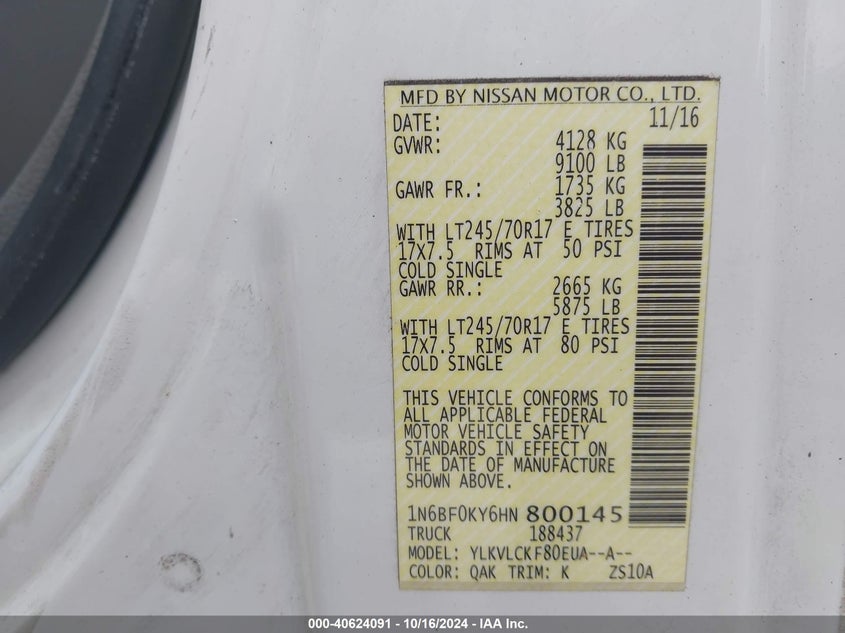 MFD BY NISSAN MOTOR CO., LTD.
DATE: 11/16
GVWR: 4128 KG
9100 LB
GAWR FR.: 1735 KG
3825 LB
WITH LT245/70R17 E TIRES
17X7.5 RIMS AT 50 PSI
COLD SINGLE
GAWR RR.: 2665 KG
5875 LB
WITH LT245/70R17 E TIRES
17X7.5 RIMS AT 80 PSI
COLD SINGLE
THIS VEHICLE CONFORMS TO
ALL APPLICABLE FEDERAL
MOTOR VEHICLE SAFETY
STANDARDS IN EFFECT ON
THE DATE OF MANUFACTURE
SHOWN ABOVE.
1N6BF0KY6HN 800145
TRUCK 188437
MODEL: YLKVLCKF80EUA--A--
COLOR: QAK TRIM: K ZS10A
000-40624091 - 10/16/2024 - IAA Inc.